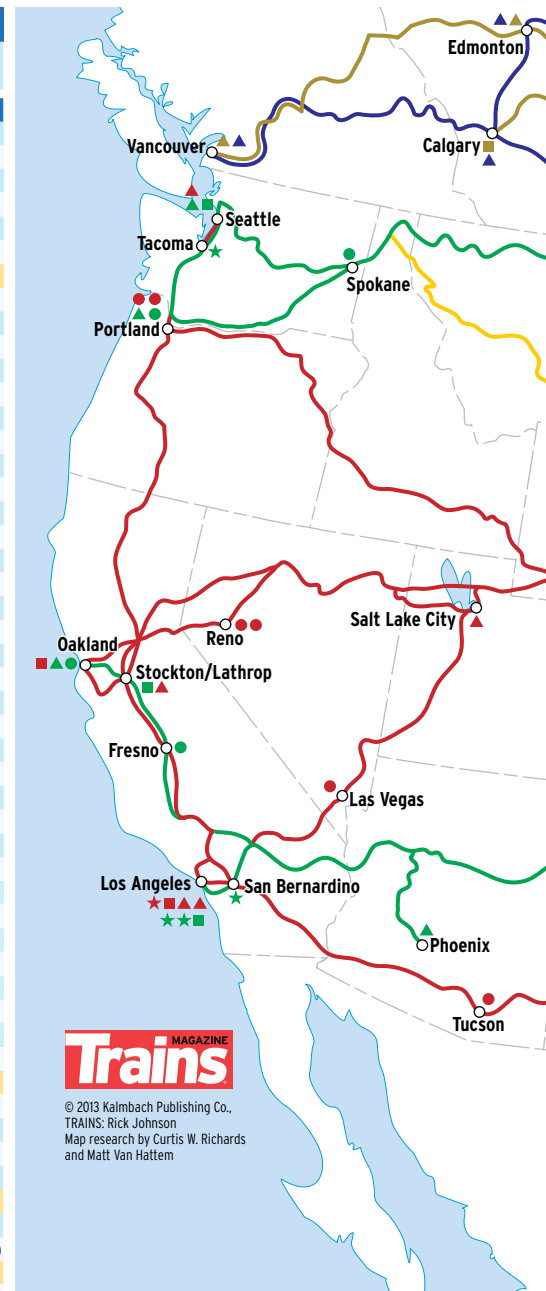 Edmonton
Vancouver
Calgary
Seattle
Tacoma
Spokane
Portland
Salt Lake City
Reno
Oakland
Stockton/Lathrop
Fresno
Las Vegas
Los Angeles
San Bernardino
Phoenix
Tucson
MAGAZINE
Trains
© 2013 Kalmbach Publishing Co.,
TRAINS: Rick Johnson
Map research by Curtis W. Richards
and Matt Van Hattem